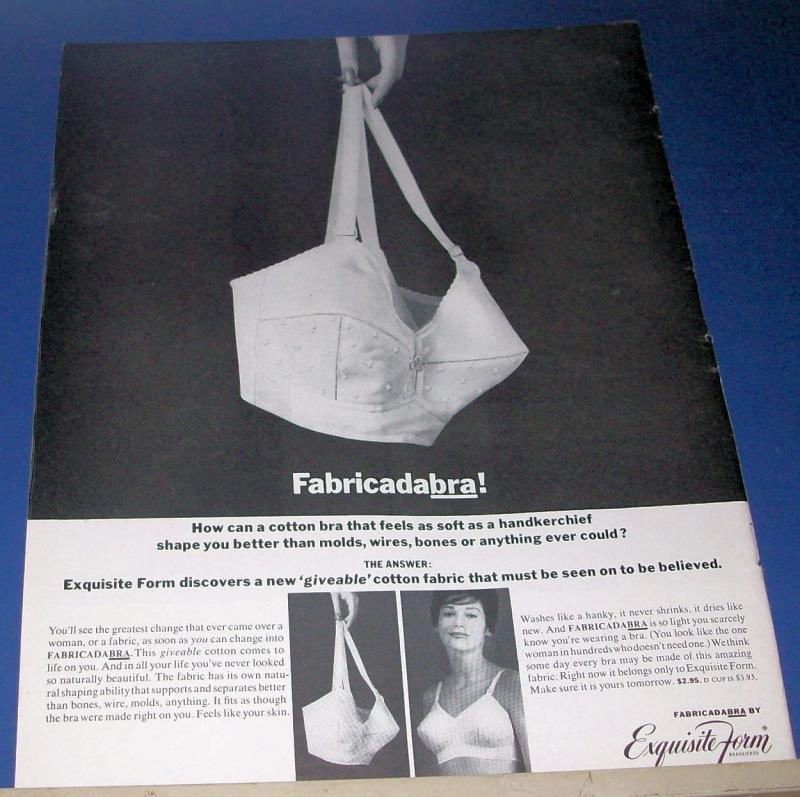 Fabricadabra!
How can a cotton bra that feels as soft as a handkerchief
shape you better than molds, wires, bones or anything ever could?
THE ANSWER:
Exquisite Form discovers a new 'giveable' cotton fabric that must be seen on to be believed.
You'll see the greatest change that ever came over a
woman, or a fabric, as soon as you can change into
FABRICADABRA. This giveable cotton comes to
life on you. And in all your life you've never looked
so naturally beautiful. The fabric has its own natu-
ral shaping ability that supports and separates better
than bones, wire, molds, anything. It fits as though
the bra were made right on you. Feels like your skin.
Washes like a hanky, it never shrinks, it dries like
new. And FABRICADABRA is so light you scarcely
know you're wearing a bra. (You look like the one
woman in hundreds who doesn't need one.) We think
some day every bra may be made of this amazing
fabric. Right now it belongs only to Exquisite Form.
Make sure it is yours tomorrow. $2.95. D CUP IS $3.95.
FABRICADABRA BY
Exquisite Form®
BRASSIERES